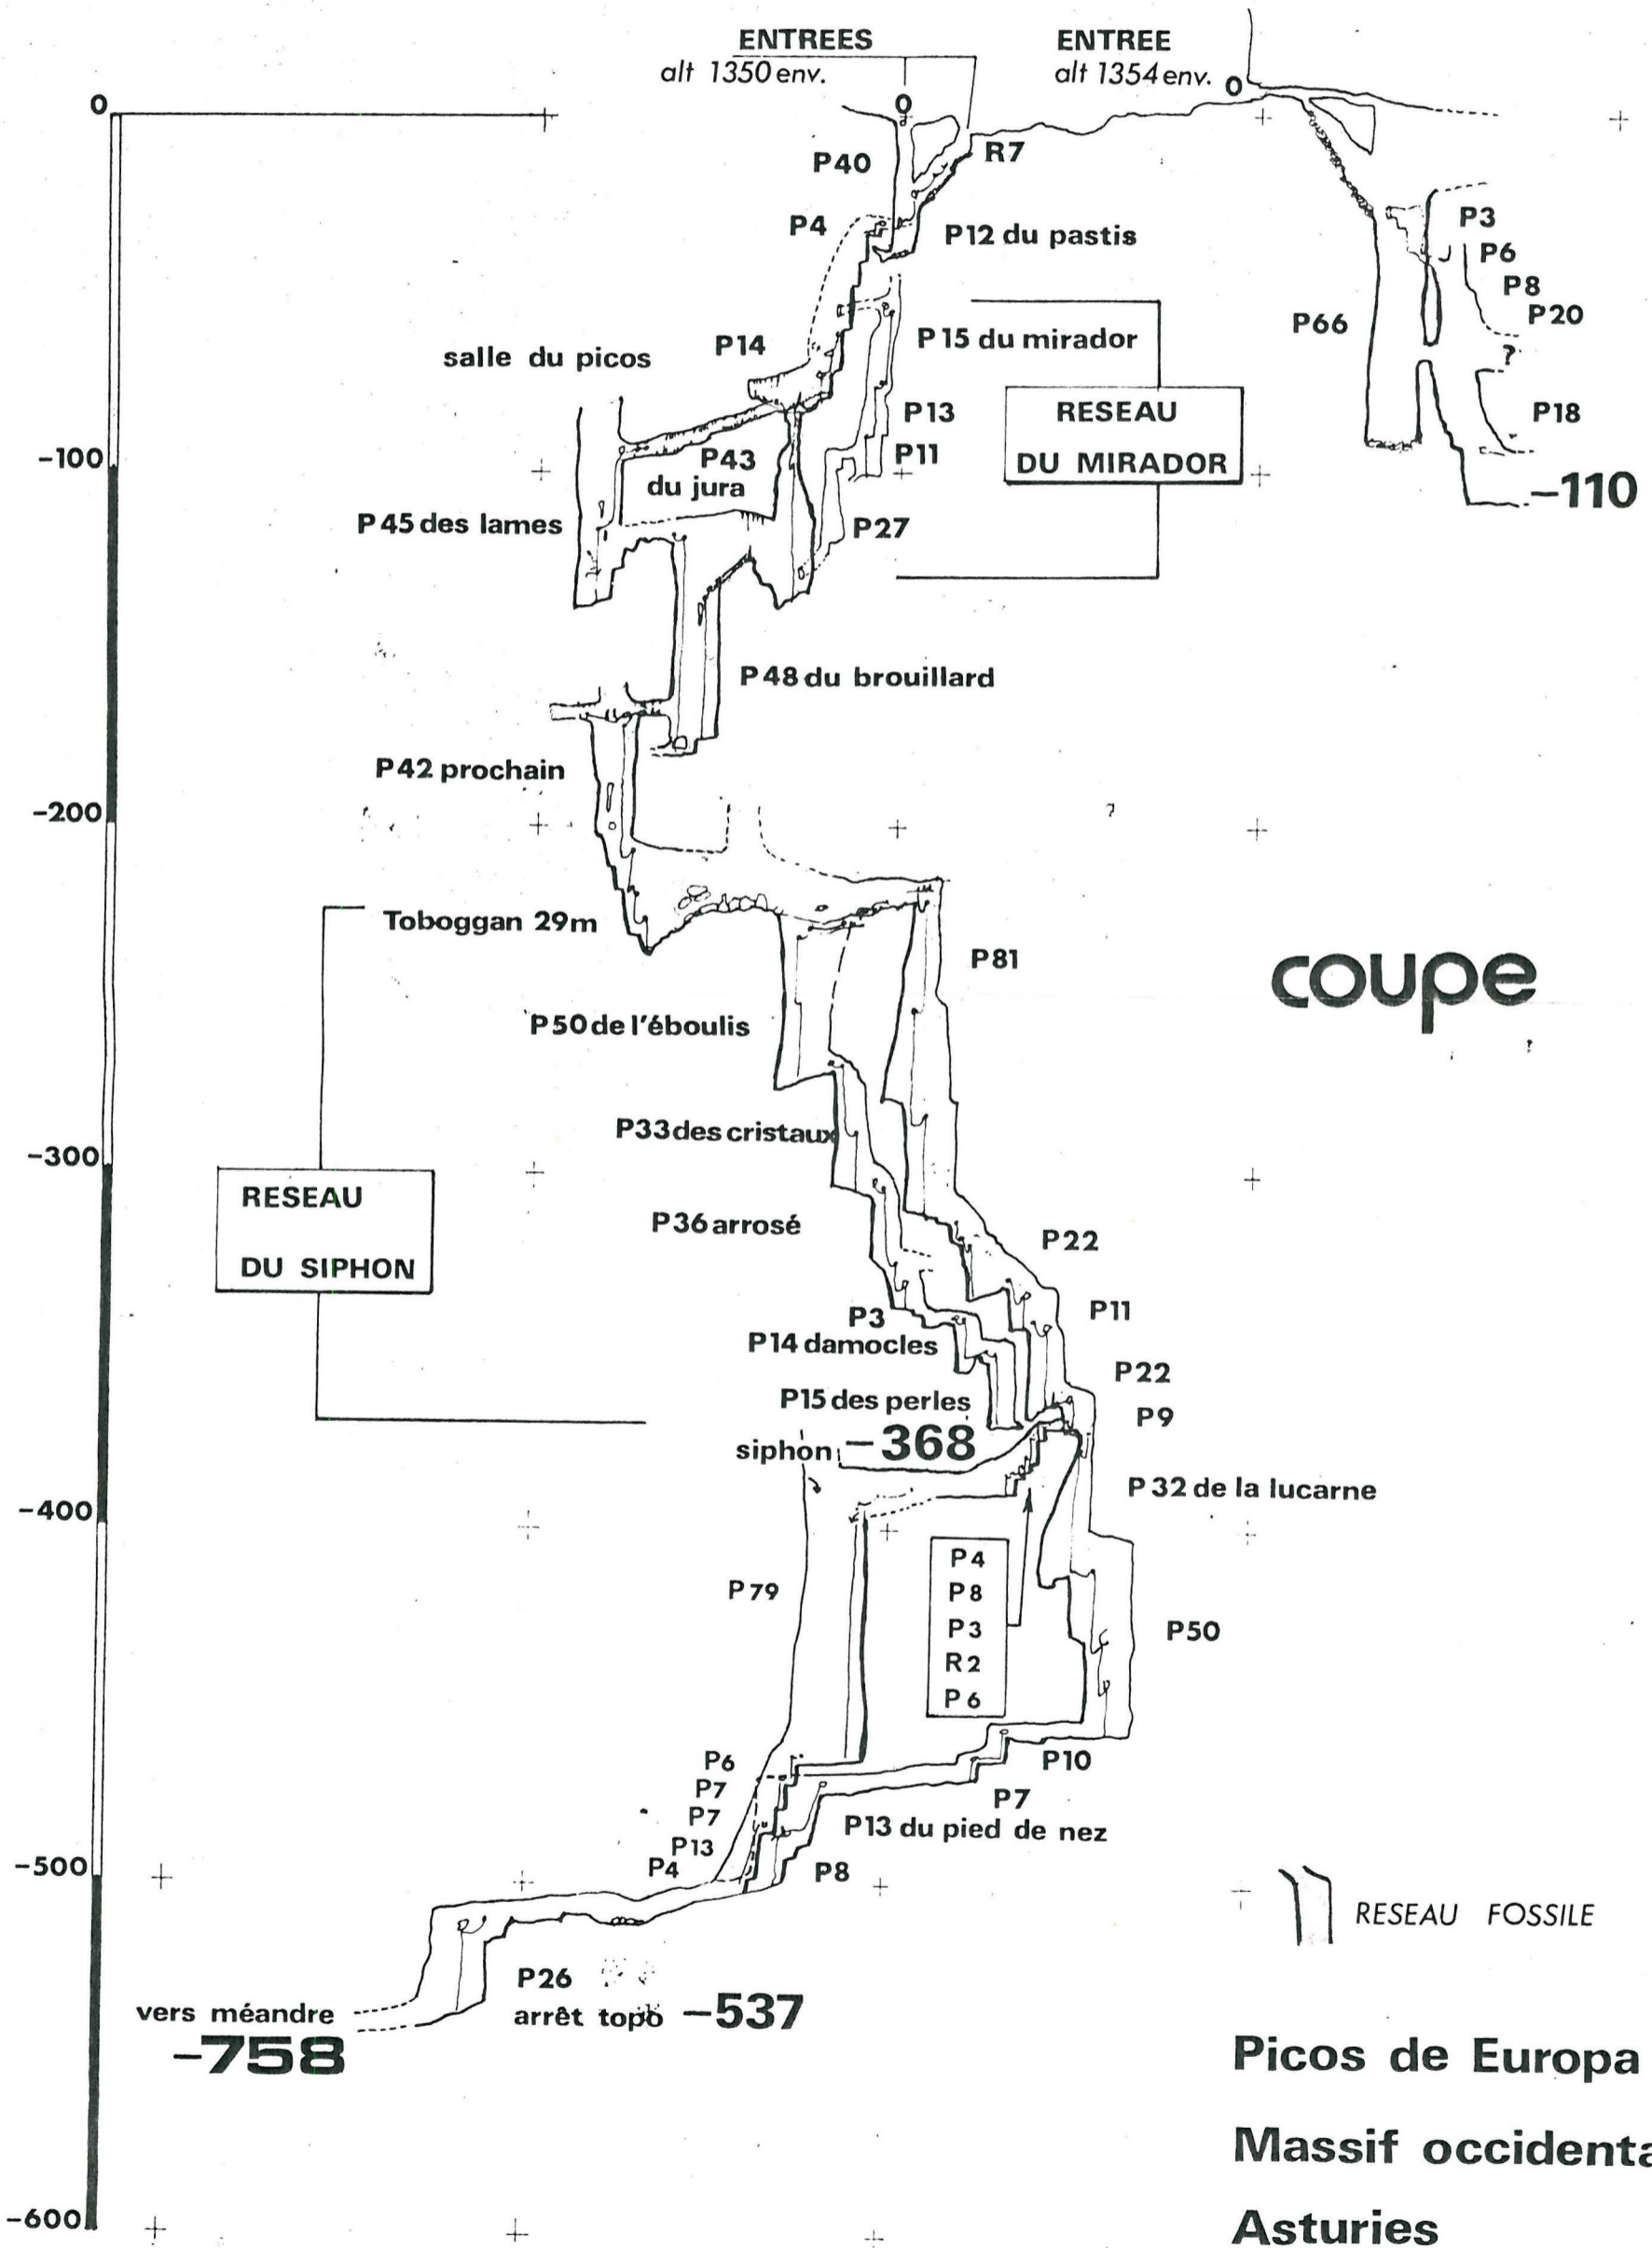 ENTREES
alt 1350 env.
ENTREE
alt 1354 env.
0
0
0
P40
R7
P4
P12 du pastis
P3
P6
P8
P20
?
P66
P18
-110
P14
salle du picos
P15 du mirador
P13
P11
RESEAU
DU MIRADOR
-100
P43
du jura
P45 des lames
P27
P48 du brouillard
P42 prochain
-200
?
Toboggan 29m
P81
coupe
P50 de l'éboulis
P33 des cristaux
-300
RESEAU
DU SIPHON
P36 arrosé
P22
P11
P3
P14 damocles
P22
P15 des perles
P9
siphon -368
P32 de la lucarne
-400
P4
P8
P3
R2
P6
P79
P50
P6
P7
P7
P13
P4
P10
P7
P13 du pied de nez
P8
-500
RESEAU FOSSILE
P26
arrêt topo -537
vers méandre
-758
Picos de Europa
Massif occidenta
Asturies
-600